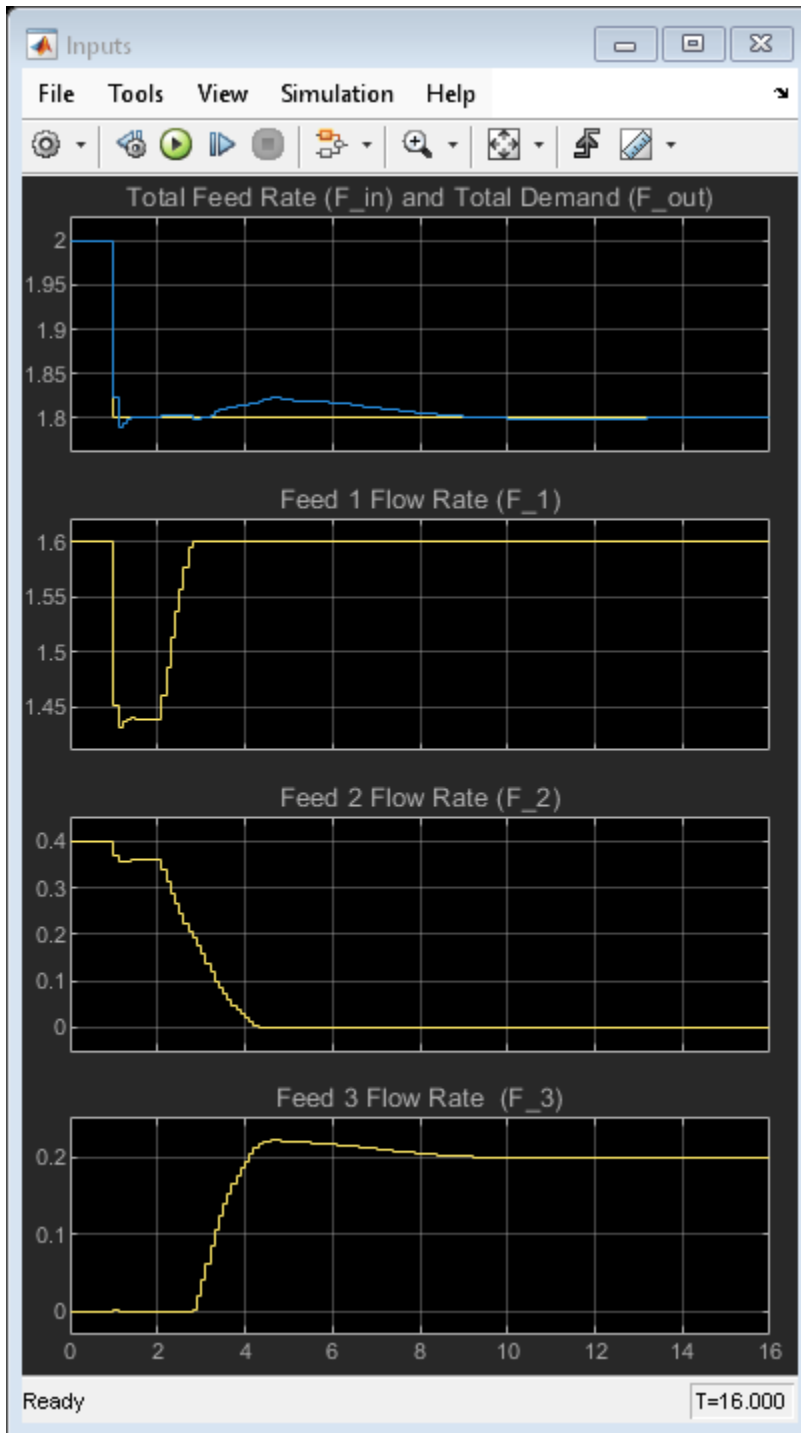 Inputs
File Tools View Simulation Help
Total Feed Rate (F_in) and Total Demand (F_out)
2
1.95
1.9
1.85
1.8
Feed 1 Flow Rate (F_1)
1.6
1.55
1.5
1.45
Feed 2 Flow Rate (F_2)
0.4
0.3
0.2
0.1
0
Feed 3 Flow Rate (F_3)
0.2
0.1
0
0 2 4 6 8 10 12 14 16
Ready T=16.000